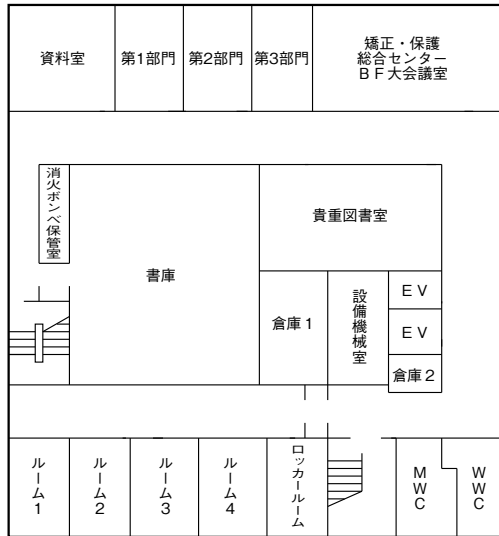 資料室
第1部門
第2部門
第3部門
矯正・保護
総合センター
BF大会議室
消火ボンベ保管室
書庫
貴重図書室
倉庫1
設備機械室
EV
EV
倉庫2
ルーム1
ルーム2
ルーム3
ルーム4
ロッカールーム
MWC
WWC